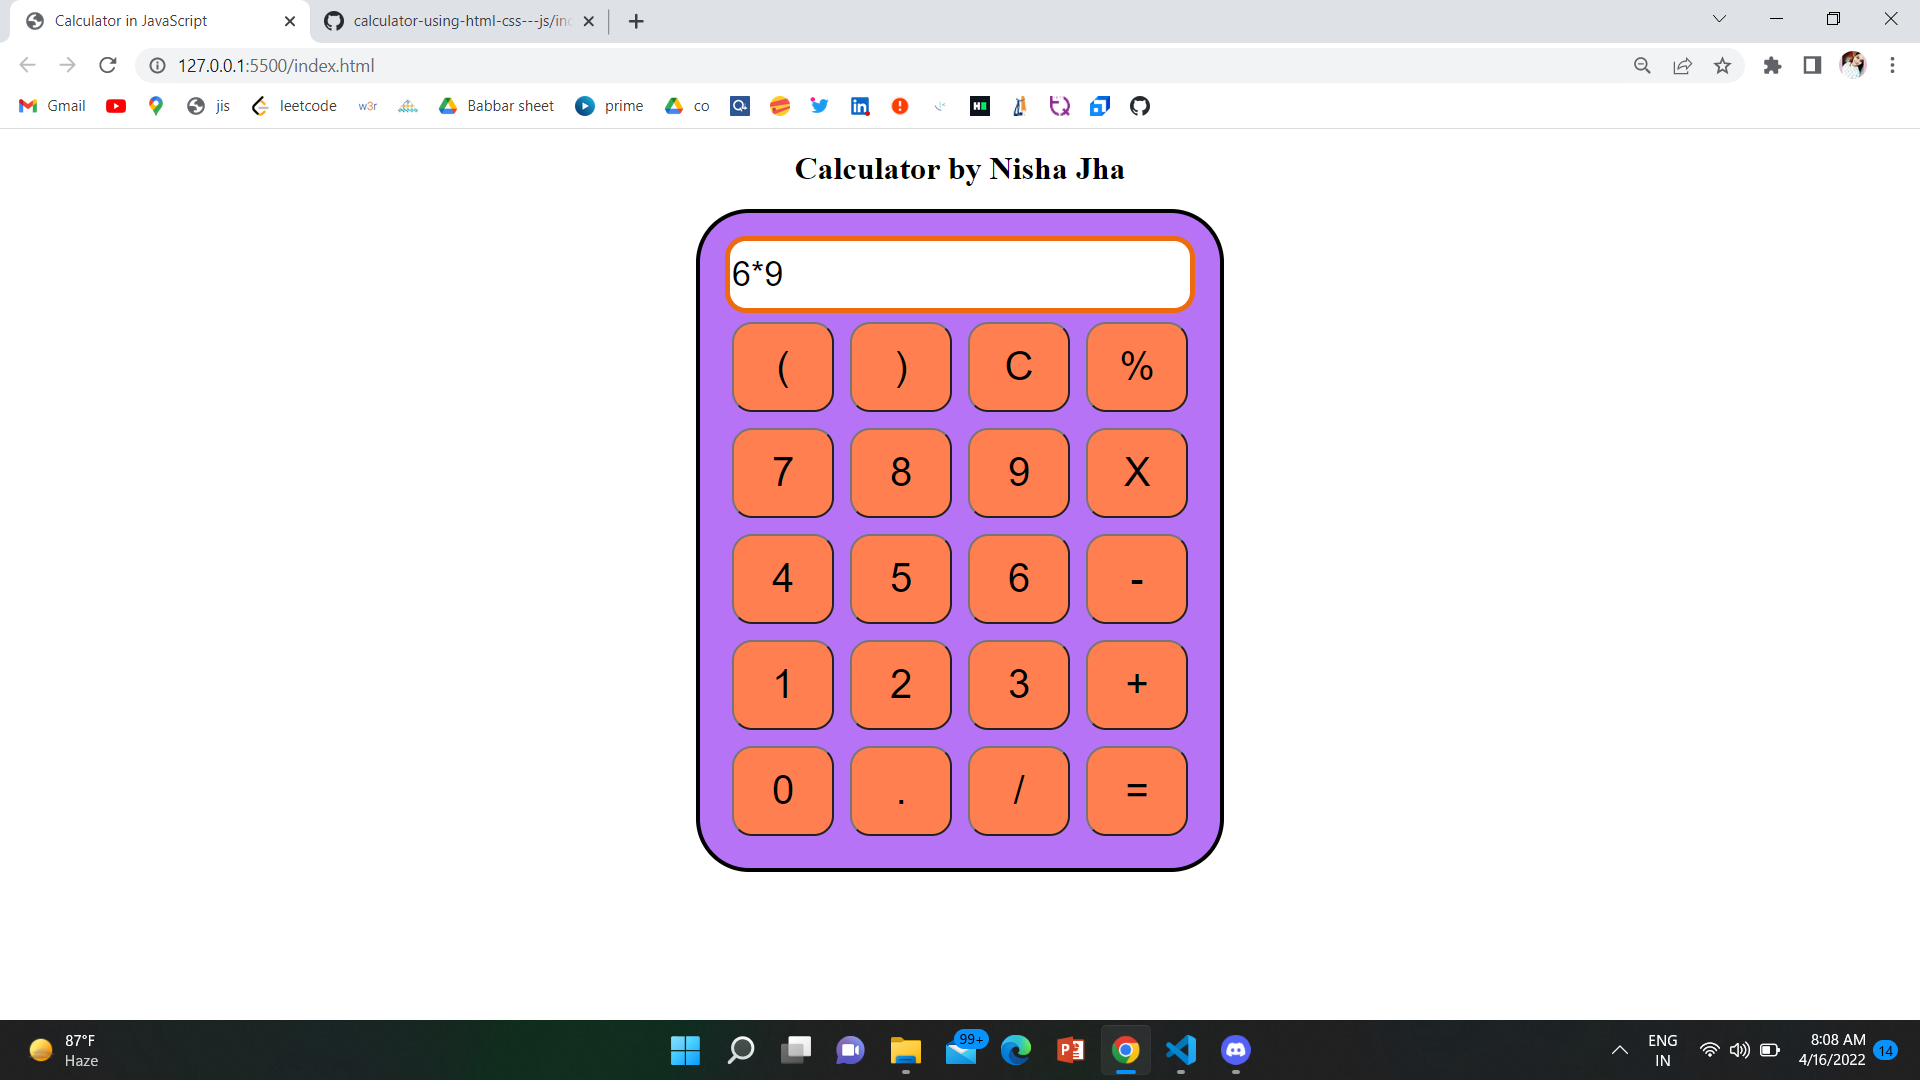 Calculator in JavaScript
calculator-using-html-css---js/in
127.0.0.1:5500/index.html
Gmail jis leetcode w3r Babbar sheet prime co
Calculator by Nisha Jha
6*9
( ) C %
7 8 9 X
4 5 6 -
1 2 3 +
0 . / =
87°F
Haze
99+
ENG
IN
8:08 AM
4/16/2022
14